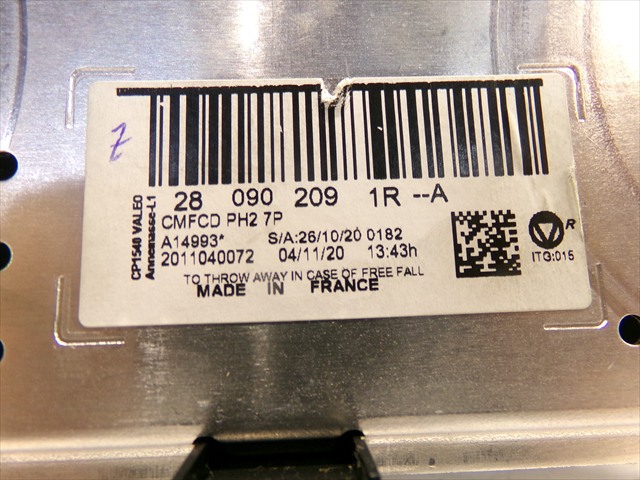 7
CP1540 VALEO
Annemasse-L1
28 090 209 1R --A
CMFCD PH2 7P
A14993* S/A:26/10/20 0182
2011040072 04/11/20 13:43h
TO THROW AWAY IN CASE OF FREE FALL
MADE IN FRANCE
V R
ITG:015